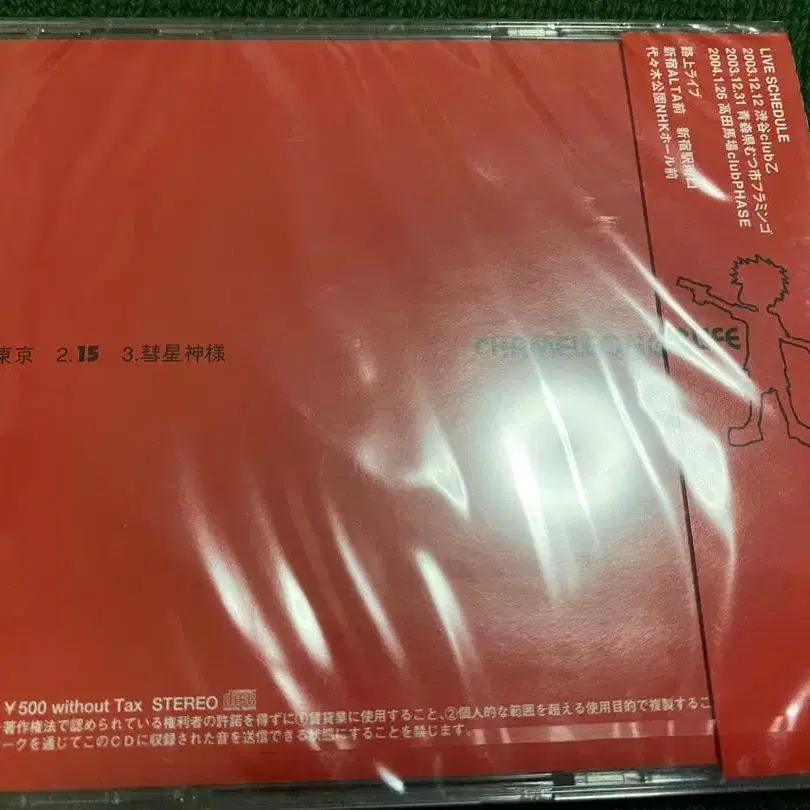 LIVE SCHEDULE
2003.12.12 渋谷club乙
2003.12.31 青森県むつ市フラミンゴ
2004.1.26 高田馬場clubPHASE
路上ライブ
新宿ALTA前 新宿駅南口
代々木公園NHKホール前
東京 2.15 3.彗星神様
LIFE
¥500 without Tax STEREO
著作権法で認められている権利者の許諾を得ずに①賃貸業に使用すること、②個人的な範囲を超える使用目的で複製するこ
ークを通じてこのCDに収録された音を送信できる状態にすることを禁じます。